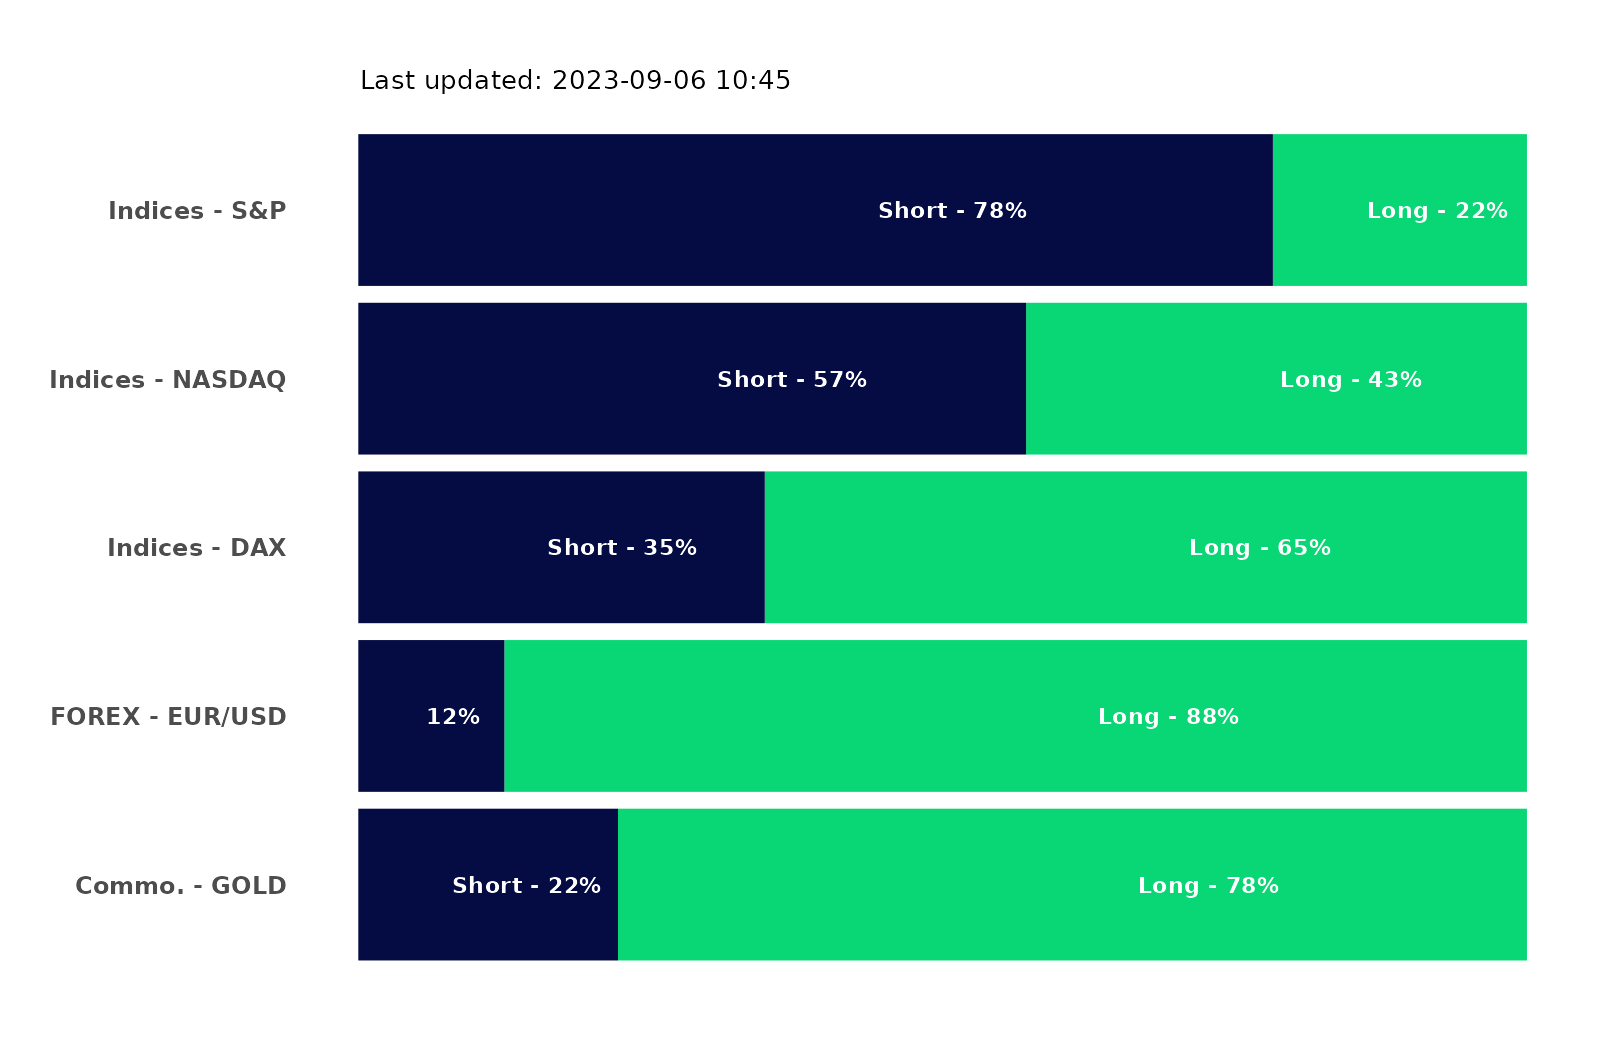 Last updated: 2023-09-06 10:45
Indices - S&P Short - 78% Long - 22%
Indices - NASDAQ Short - 57% Long - 43%
Indices - DAX Short - 35% Long - 65%
FOREX - EUR/USD 12% Long - 88%
Commo. - GOLD Short - 22% Long - 78%